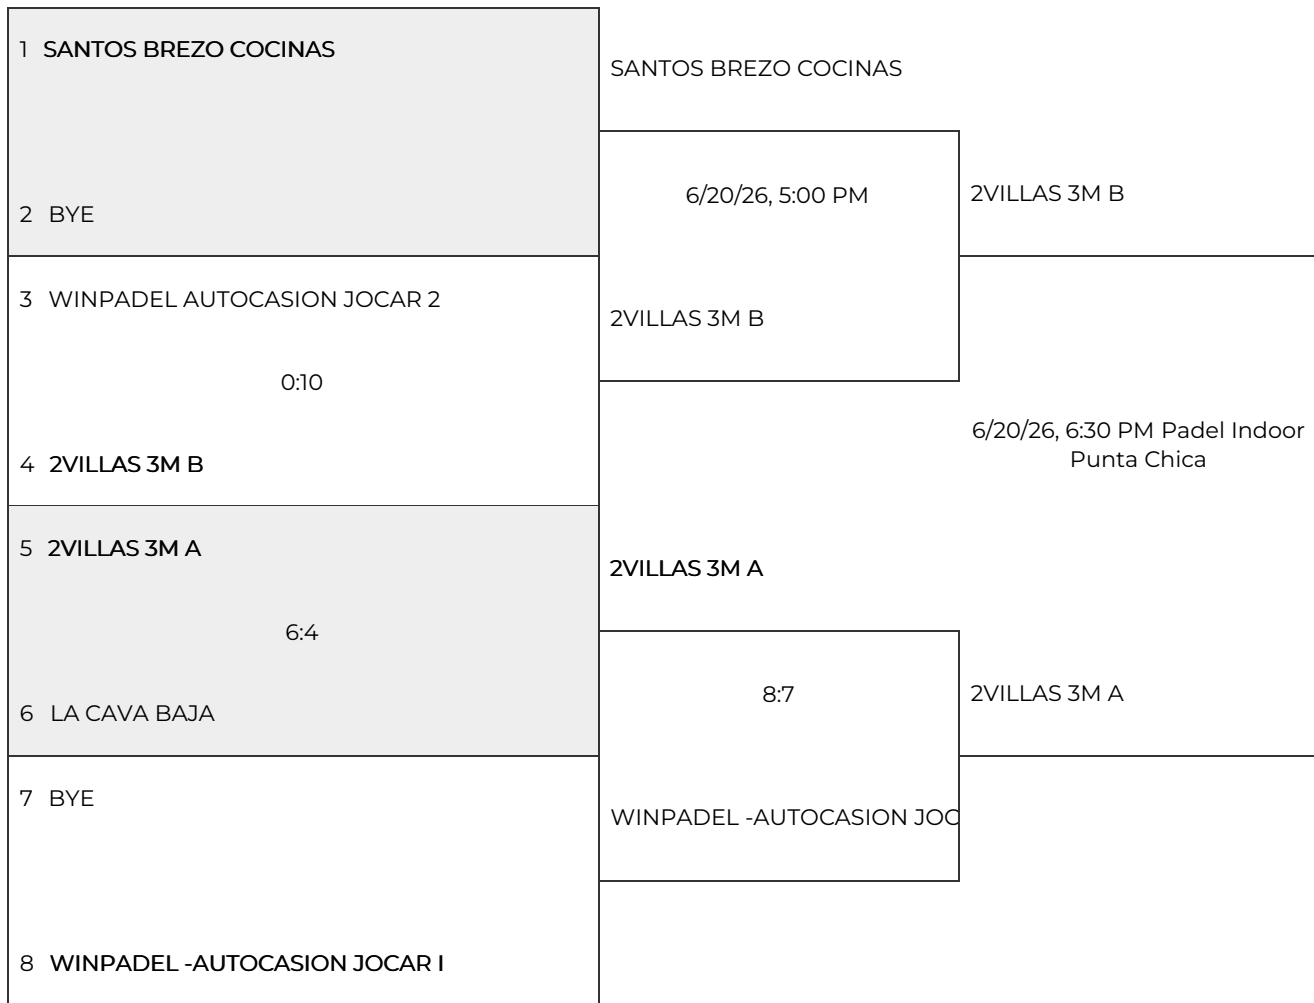 1 SANTOS BREZO COCINAS
2 BYE
3 WINPADEL AUTOCASION JOCAR 2
0:10
4 2VILLAS 3M B
5 2VILLAS 3M A
6:4
6 LA CAVA BAJA
7 BYE
8 WINPADEL -AUTOCASION JOCAR I
SANTOS BREZO COCINAS
6/20/26, 5:00 PM
2VILLAS 3M B
2VILLAS 3M A
8:7
WINPADEL -AUTOCASION JOC
2VILLAS 3M B
6/20/26, 6:30 PM Padel Indoor
Punta Chica
2VILLAS 3M A